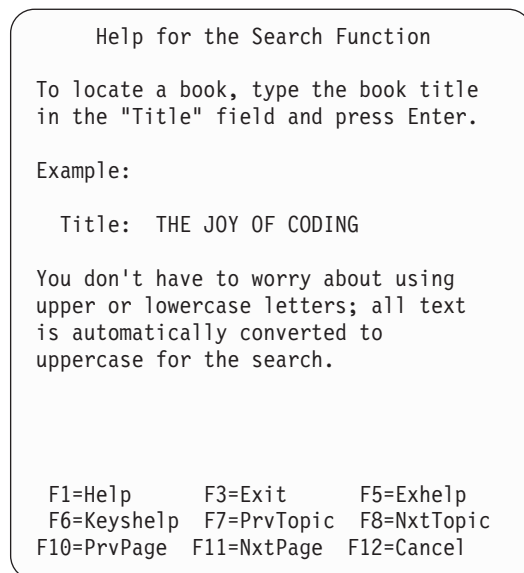 Help for the Search Function
To locate a book, type the book title
in the "Title" field and press Enter.
Example:
Title: THE JOY OF CODING
You don't have to worry about using
upper or lowercase letters; all text
is automatically converted to
uppercase for the search.
F1=Help F3=Exit F5=Exhelp
F6=Keyshelp F7=PrvTopic F8=NxtTopic
F10=PrvPage F11=NxtPage F12=Cancel